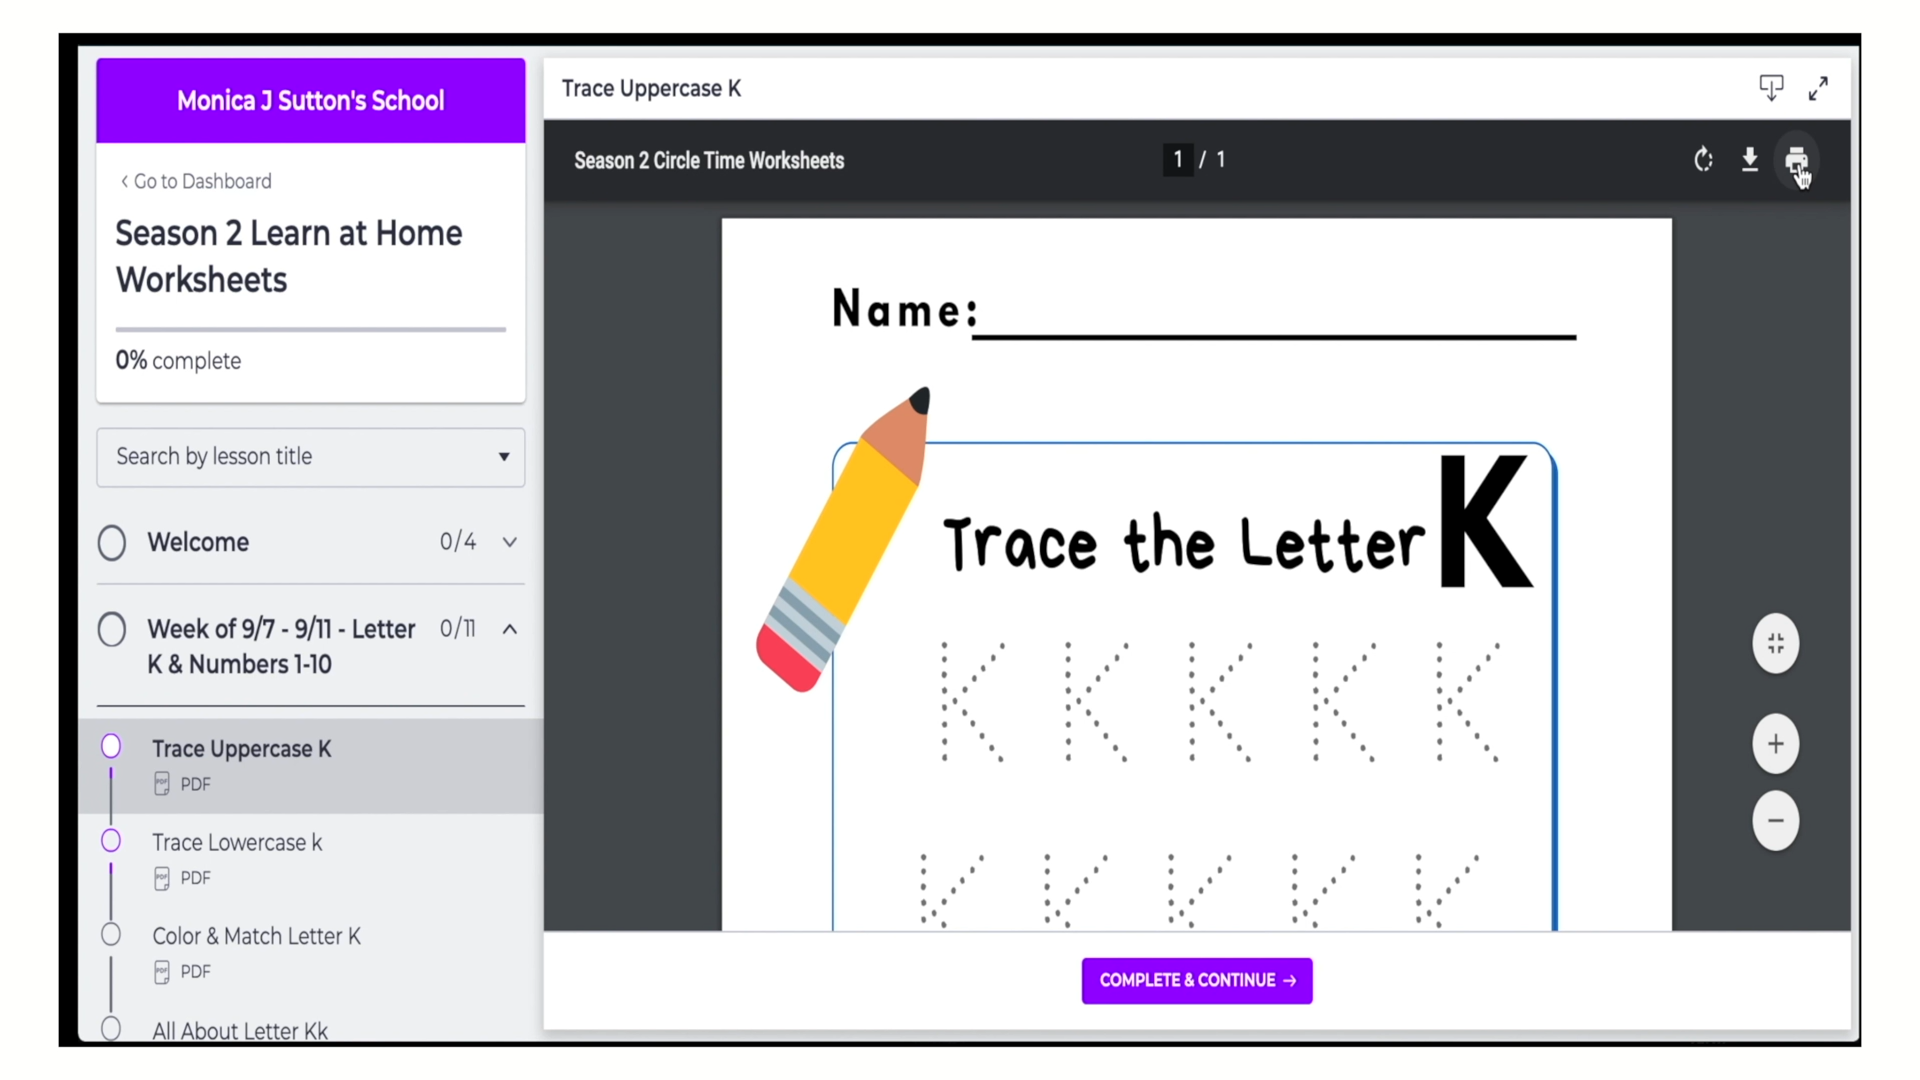 Monica J Sutton's School
Go to Dashboard
Season 2 Learn at Home
Worksheets
0% complete
Search by lesson title
Welcome 0/4
Week of 9/7 - 9/11 - Letter 0/11
K & Numbers 1-10
Trace Uppercase K
PDF
Trace Lowercase k
PDF
Color & Match Letter K
PDF
All About Letter Kk
Trace Uppercase K
Season 2 Circle Time Worksheets 1 / 1
Name:
Trace the Letter K
K K K K K
K K K K K
COMPLETE & CONTINUE →